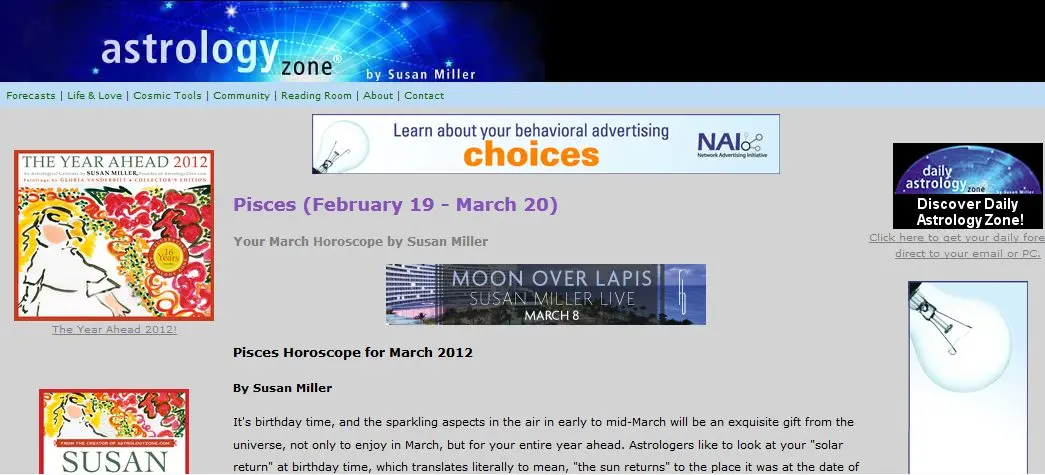 astrology zone®
by Susan Miller
Forecasts | Life & Love | Cosmic Tools | Community | Reading Room | About | Contact
Learn about your behavioral advertising
choices
NAI
Network Advertising Initiative
THE YEAR AHEAD 2012
An Astrological Calendar by SUSAN MILLER, Founder of AstrologyZone.com
Paintings by GLORIA VANDERBILT • COLLECTOR'S EDITION
16
Years
The Year Ahead 2012!
Pisces (February 19 - March 20)
Your March Horoscope by Susan Miller
MOON OVER LAPIS
SUSAN MILLER LIVE
MARCH 8
Pisces Horoscope for March 2012
By Susan Miller
It's birthday time, and the sparkling aspects in the air in early to mid-March will be an exquisite gift from the
universe, not only to enjoy in March, but for your entire year ahead. Astrologers like to look at your "solar
return" at birthday time, which translates literally to mean, "the sun returns" to the place it was at the date of
daily
astrology zone
by Susan Miller
Discover Daily
Astrology Zone!
Click here to get your daily fore
direct to your email or PC.
FROM THE CREATOR OF ASTROLOGYZONE.COM
SUSAN